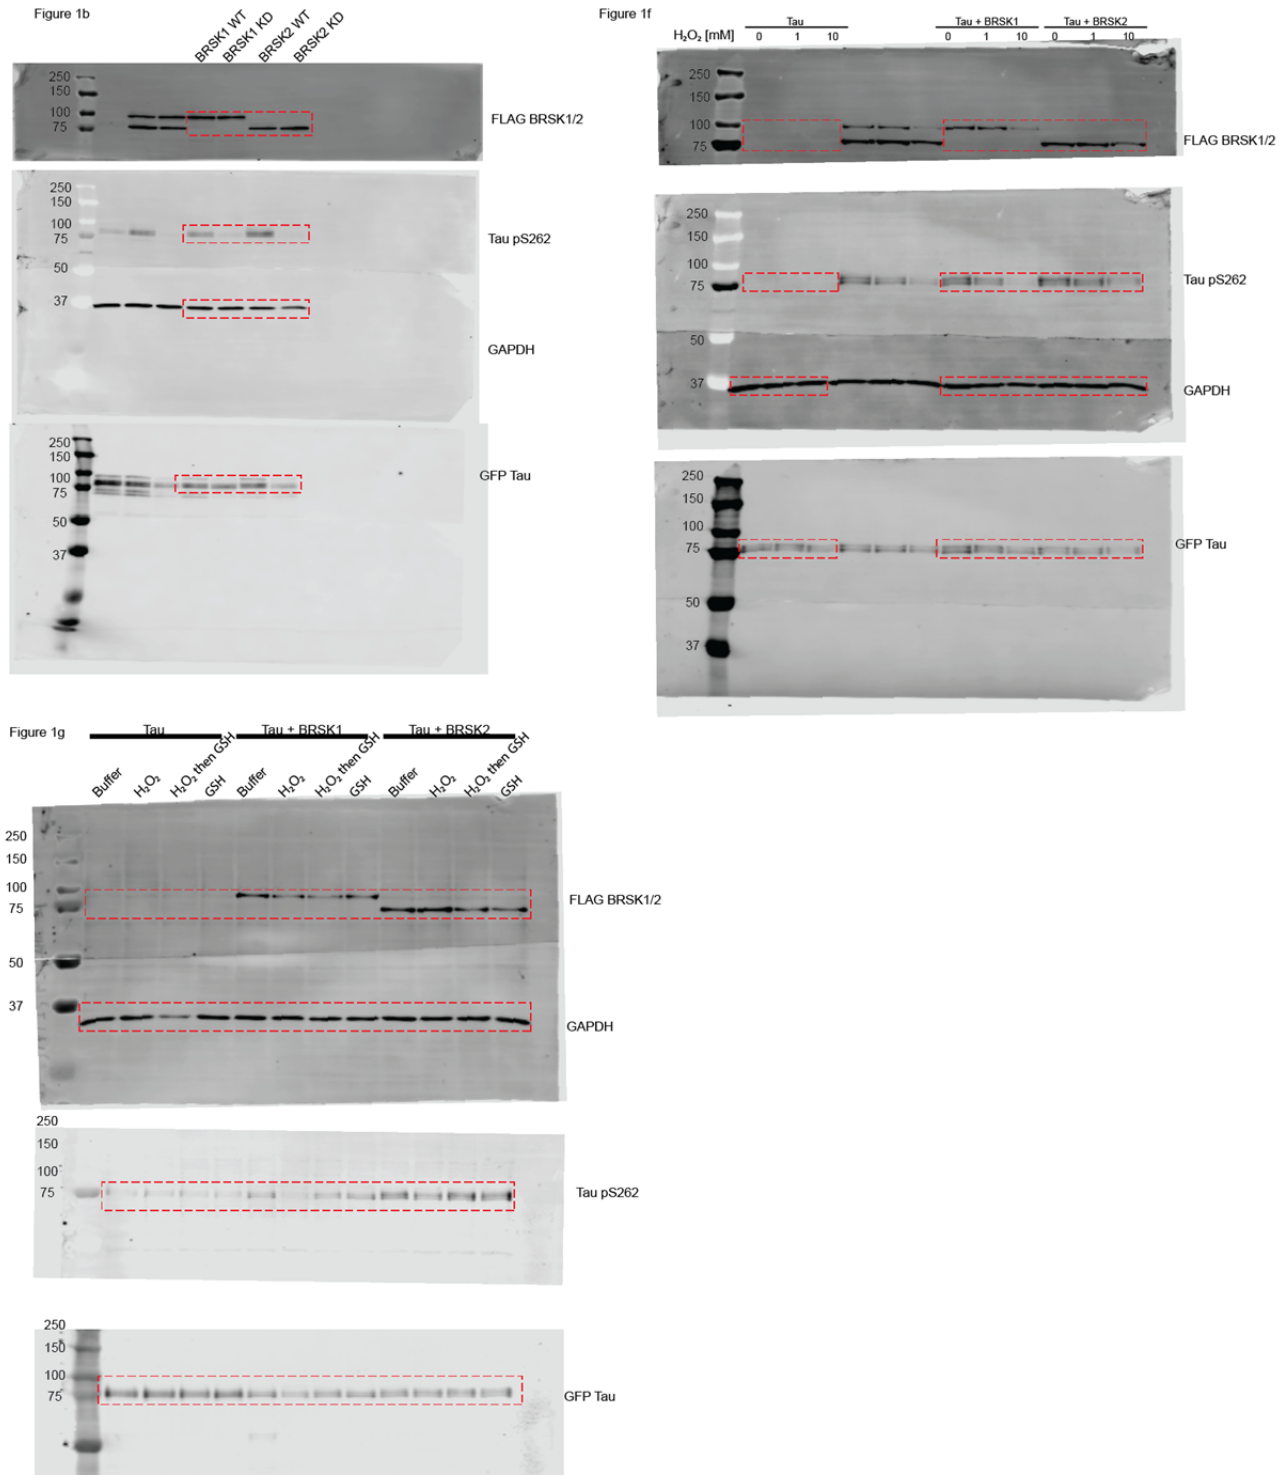 Figure 1b
BRSK1 WT
BRSK1 KD
BRSK2 WT
BRSK2 KD
250
150
100
75
FLAG BRSK1/2
250
150
100
75
50
37
Tau pS262
GAPDH
250
150
100
75
50
37
GFP Tau
Figure 1f
Tau
Tau + BRSK1
Tau + BRSK2
H₂O₂ [mM] 0 1 10 0 1 10 0 1 10
250
150
100
75
FLAG BRSK1/2
250
150
100
75
50
37
Tau pS262
GAPDH
250
150
100
75
50
37
GFP Tau
Figure 1g
Tau
Tau + BRSK1
Tau + BRSK2
Buffer
H₂O₂
H₂O₂ then GSH
GSH
Buffer
H₂O₂
H₂O₂ then GSH
GSH
Buffer
H₂O₂
H₂O₂ then GSH
GSH
250
150
100
75
50
37
FLAG BRSK1/2
GAPDH
250
150
100
75
Tau pS262
250
150
100
75
GFP Tau